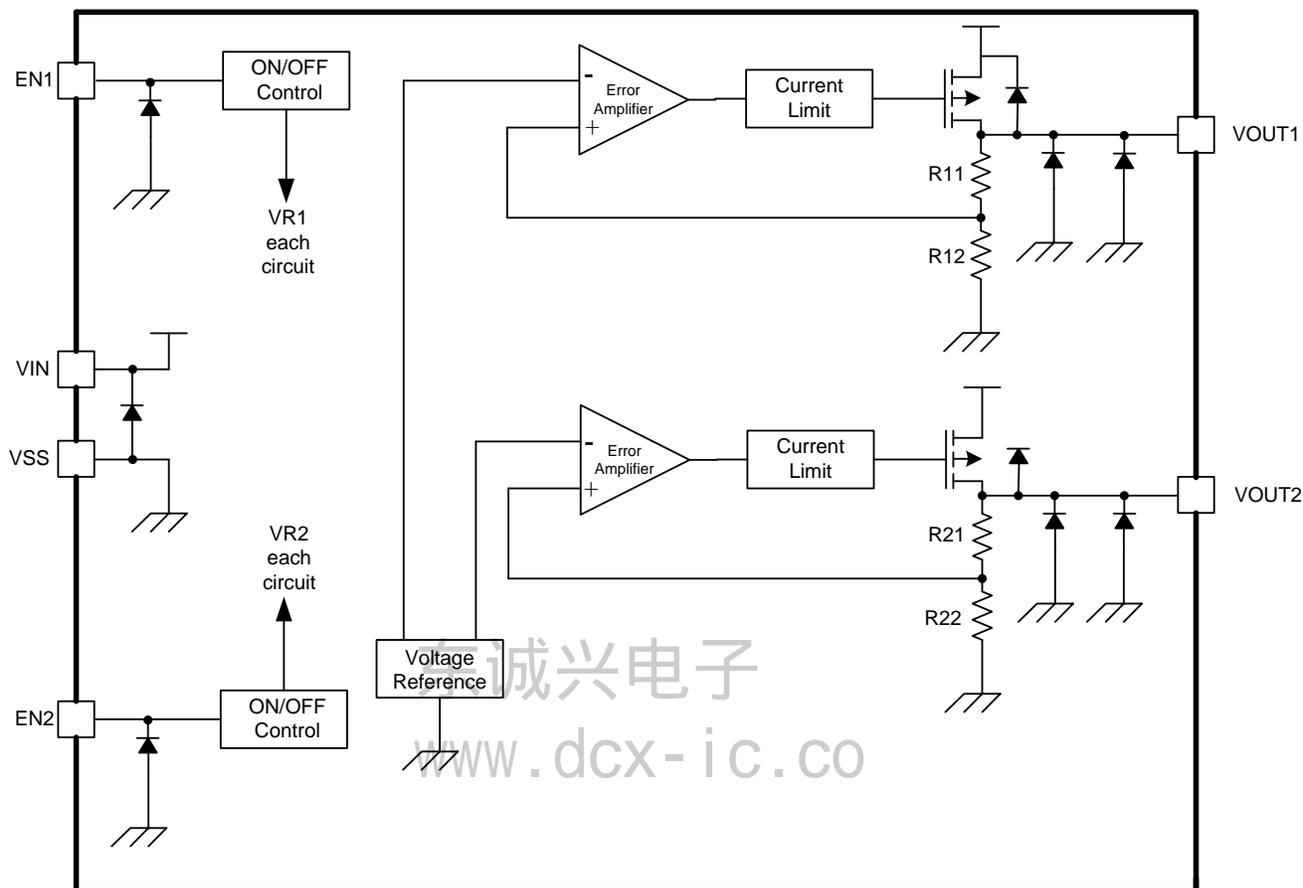 EN1
ON/OFF
Control
VR1
each
circuit
-
+
Error
Amplifier
Current
Limit
R11
R12
VOUT1
VIN
VSS
-
+
Error
Amplifier
Current
Limit
R21
R22
VOUT2
VR2
each
circuit
EN2
ON/OFF
Control
Voltage
Reference
东诚兴电子
www.dcx-ic.co